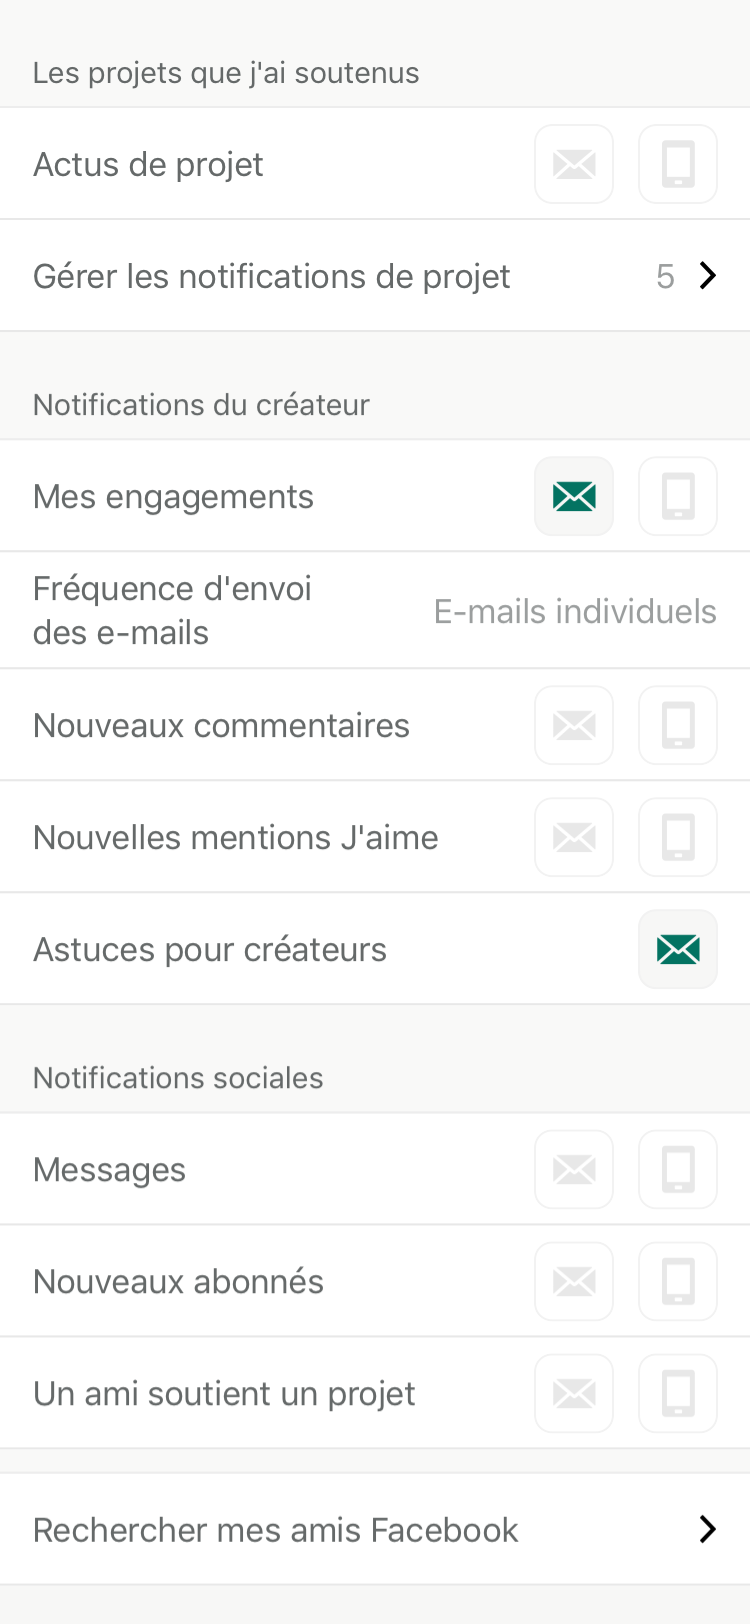 Les projets que j'ai soutenus
Actus de projet
Gérer les notifications de projet 5
Notifications du créateur
Mes engagements
Fréquence d'envoi
des e-mails
E-mails individuels
Nouveaux commentaires
Nouvelles mentions J'aime
Astuces pour créateurs
Notifications sociales
Messages
Nouveaux abonnés
Un ami soutient un projet
Rechercher mes amis Facebook